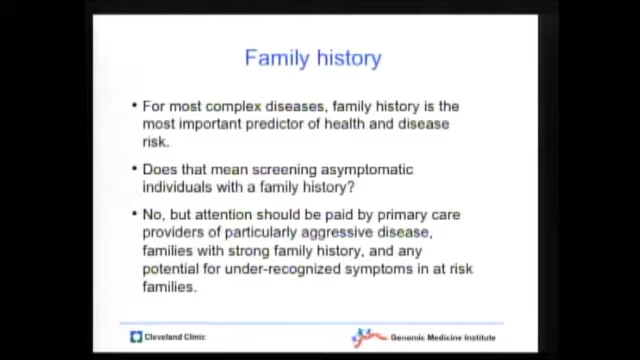 Family history
• For most complex diseases, family history is the
most important predictor of health and disease
risk.
• Does that mean screening asymptomatic
individuals with a family history?
• No, but attention should be paid by primary care
providers of particularly aggressive disease,
families with strong family history, and any
potential for under-recognized symptoms in at risk
families.
Cleveland Clinic
Genomic Medicine Institute